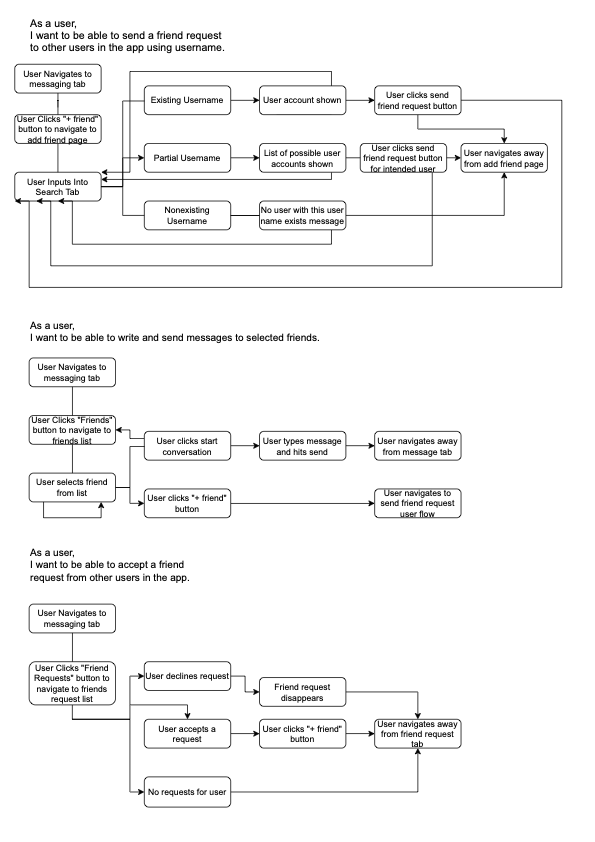 As a user,
I want to be able to send a friend request
to other users in the app using username.
User Navigates to
messaging tab
User Clicks "+ friend"
button to navigate to
add friend page
User Inputs Into
Search Tab
Existing Username
User account shown
User clicks send
friend request button
Partial Username
List of possible user
accounts shown
User clicks send
friend request button
for intended user
User navigates away
from add friend page
Nonexisting
Username
No user with this user
name exists message
As a user,
I want to be able to write and send messages to selected friends.
User Navigates to
messaging tab
User Clicks "Friends"
button to navigate to
friends list
User selects friend
from list
User clicks start
conversation
User types message
and hits send
User navigates away
from message tab
User clicks "+ friend"
button
User navigates to
send friend request
user flow
As a user,
I want to be able to accept a friend
request from other users in the app.
User Navigates to
messaging tab
User Clicks "Friend
Requests" button to
navigate to friends
request list
User declines request
Friend request
disappears
User accepts a
request
User clicks "+ friend"
button
User navigates away
from friend request
tab
No requests for user